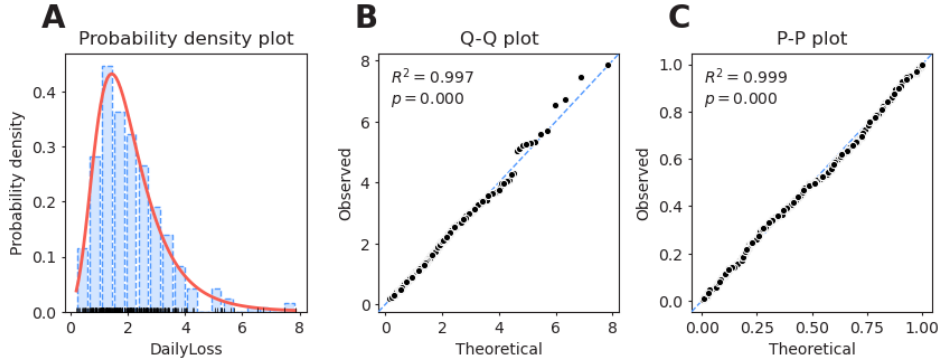 A
Probability density plot
Probability density
0.4
0.3
0.2
0.1
0.0
0 2 4 6 8
DailyLoss
B
Q-Q plot
R² = 0.997
p = 0.000
Observed
8
6
4
2
0
0 2 4 6 8
Theoretical
C
P-P plot
R² = 0.999
p = 0.000
Observed
1.0
0.8
0.6
0.4
0.2
0.0
0.00 0.25 0.50 0.75 1.00
Theoretical